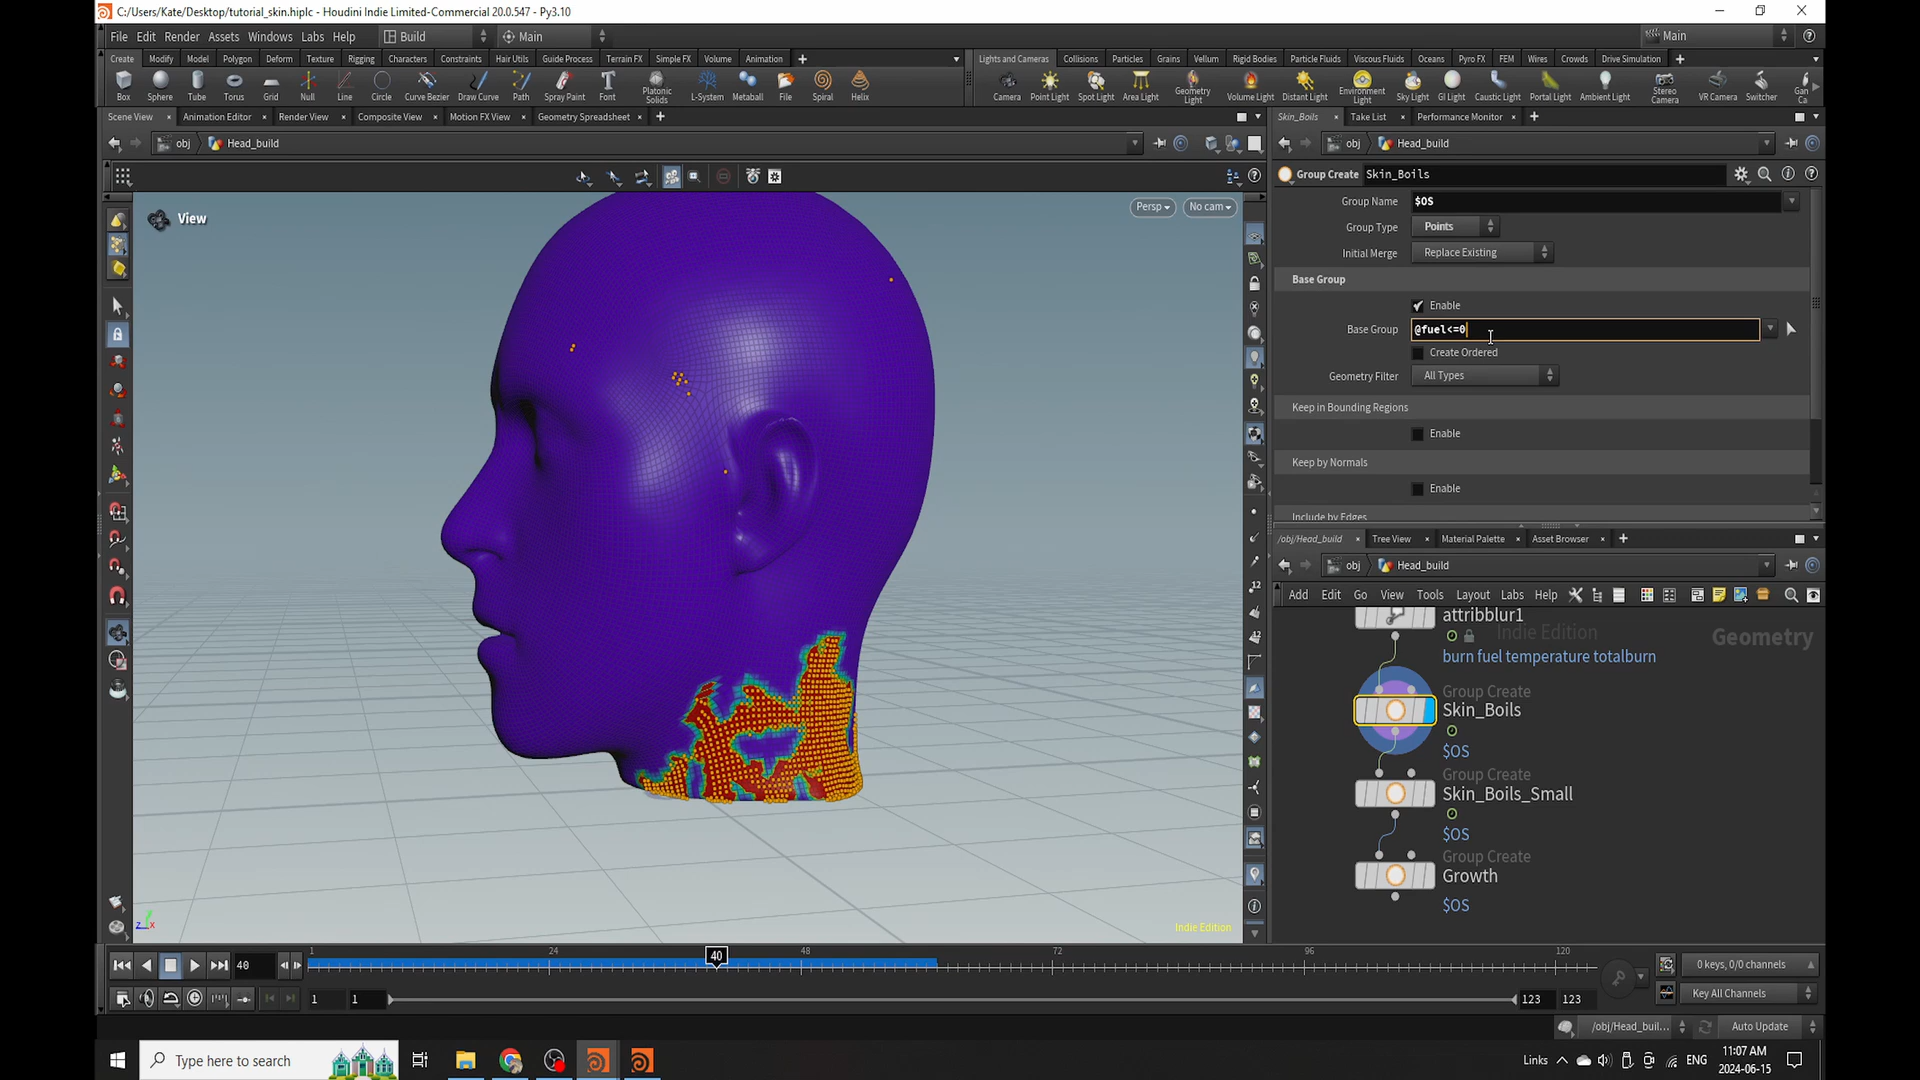 C:/Users/Kate/Desktop/tutorial_skin.hiplc - Houdini Indie Limited-Commercial 20.0.547 - Py3.10
File Edit Render Assets Windows Labs Help Build Main Main
Create Modify Model Polygon Deform Texture Rigging Characters Constraints Hair Utils Guide Process Terrain FX Simple FX Volume Animation
Lights and Cameras Collisions Particles Grains Vellum Rigid Bodies Particle Fluids Viscous Fluids Oceans Pyro FX FEM Wires Crowds Drive Simulation
Box Sphere Tube Torus Grid Null Line Circle Curve Bezier Draw Curve Path Spray Paint Font Platonic Solids L-System Metaball File Spiral Helix
Camera Point Light Spot Light Area Light Geometry Light Volume Light Distant Light Environment Light Sky Light GI Light Caustic Light Portal Light Ambient Light Stereo Camera VR Camera Switcher Gan Ca
Scene View Animation Editor Render View Composite View Motion FX View Geometry Spreadsheet
Skin_Boils Take List Performance Monitor
obj Head_build
obj Head_build
Group Create Skin_Boils
View
Persp No cam
Group Name $OS
Group Type Points
Initial Merge Replace Existing
Base Group
Enable
Base Group @fuel<=0
Create Ordered
Geometry Filter All Types
Keep in Bounding Regions
Enable
Keep by Normals
Enable
Include by Edges
/obj/Head_build Tree View Material Palette Asset Browser
obj Head_build
Add Edit Go View Tools Layout Labs Help
attribblur1
Indie Edition
Geometry
burn fuel temperature totalburn
Group Create
Skin_Boils
$OS
Group Create
Skin_Boils_Small
$OS
Group Create
Growth
$OS
z x
Indie Edition
1 24 40 48 72 96 120
40
0 keys, 0/0 channels
1 1 123 123
Key All Channels
/obj/Head_buil... Auto Update
Type here to search
Links ENG
11:07 AM
2024-06-15